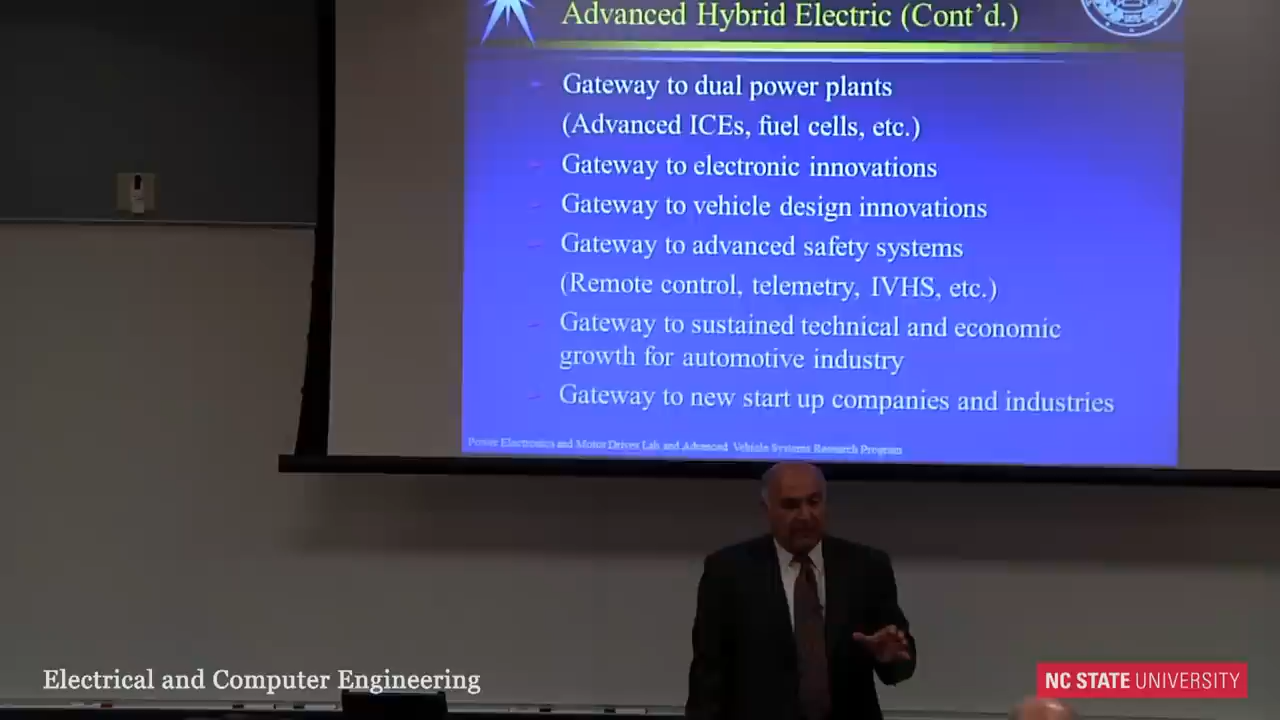 Advanced Hybrid Electric (Cont'd.)
Gateway to dual power plants
(Advanced ICEs, fuel cells, etc.)
Gateway to electronic innovations
Gateway to vehicle design innovations
Gateway to advanced safety systems
(Remote control, telemetry, IVHS, etc.)
Gateway to sustained technical and economic
growth for automotive industry
Gateway to new start up companies and industries
Power Electronics and Motor Drives Lab and Advanced Vehicle Systems Research Program
Electrical and Computer Engineering
NC STATE UNIVERSITY